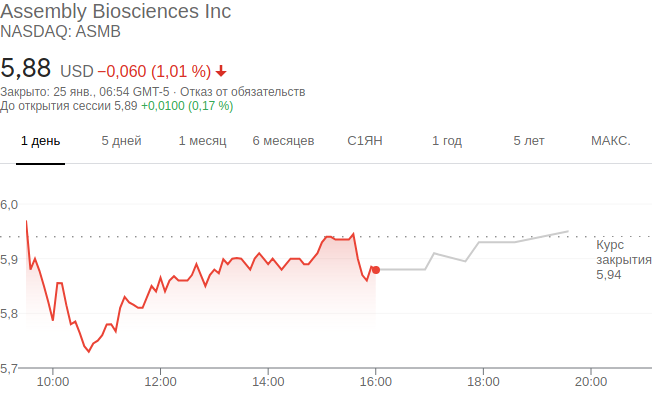 Assembly Biosciences Inc
NASDAQ: ASMB
5,88 USD −0,060 (1,01 %)
Закрыто: 25 янв., 06:54 GMT-5 · Отказ от обязательств
До открытия сессии 5,89 +0,0100 (0,17 %)
1 день 5 дней 1 месяц 6 месяцев С1ЯН 1 год 5 лет МАКС.
6,0
5,9
5,8
5,7
Курс
закрытия
5,94
10:00 12:00 14:00 16:00 18:00 20:00